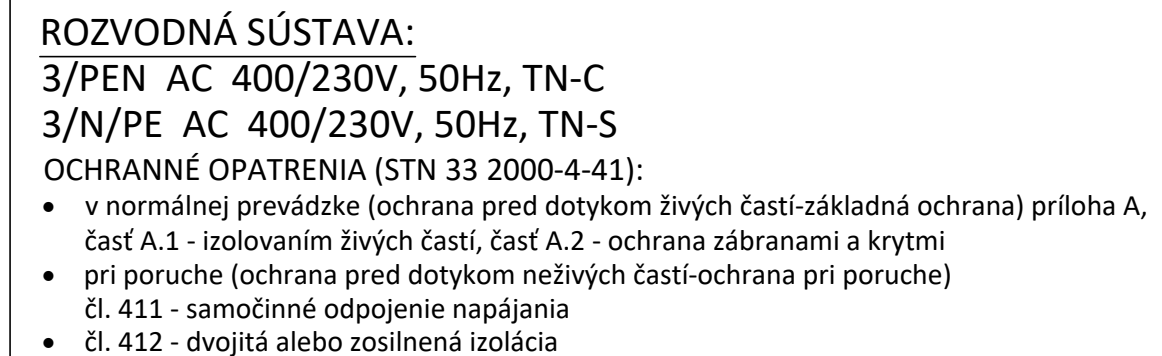 ROZVODNÁ SÚSTAVA:
3/PEN AC 400/230V, 50Hz, TN-C
3/N/PE AC 400/230V, 50Hz, TN-S
OCHRANNÉ OPATRENIA (STN 33 2000-4-41):
• v normálnej prevádzke (ochrana pred dotykom živých častí-základná ochrana) príloha A,
časť A.1 - izolovaním živých častí, časť A.2 - ochrana zábranami a krytmi
• pri poruche (ochrana pred dotykom neživých častí-ochrana pri poruche)
čl. 411 - samočinné odpojenie napájania
• čl. 412 - dvojitá alebo zosilnená izolácia